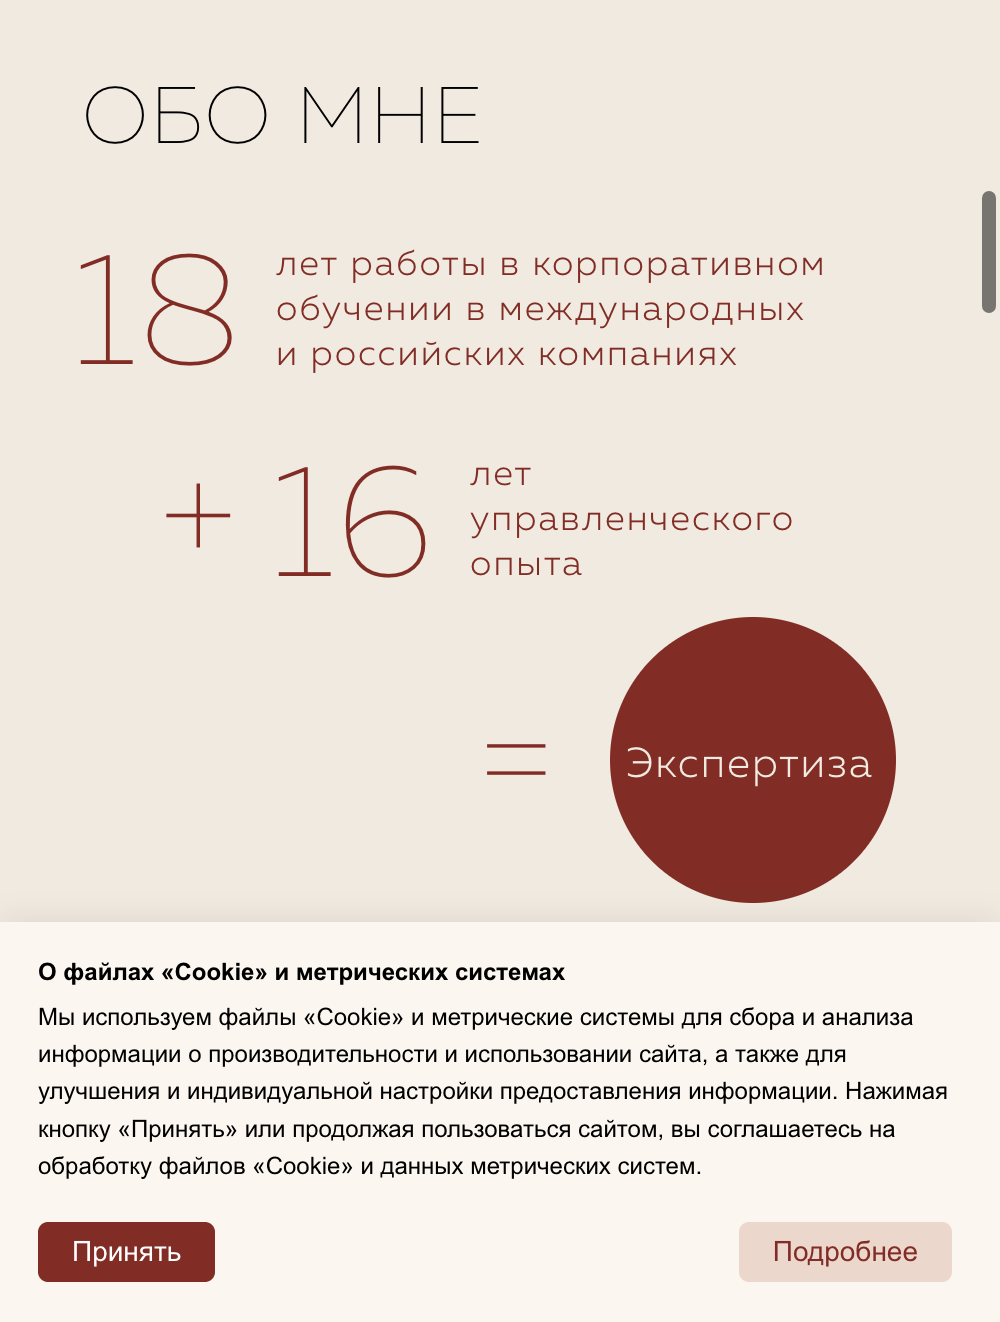 ОБО МНЕ
18
лет работы в корпоративном
обучении в международных
и российских компаниях
+ 16
лет
управленческого
опыта
=
Экспертиза
О файлах «Cookie» и метрических системах
Мы используем файлы «Cookie» и метрические системы для сбора и анализа
информации о производительности и использовании сайта, а также для
улучшения и индивидуальной настройки предоставления информации. Нажимая
кнопку «Принять» или продолжая пользоваться сайтом, вы соглашаетесь на
обработку файлов «Cookie» и данных метрических систем.
Принять
Подробнее